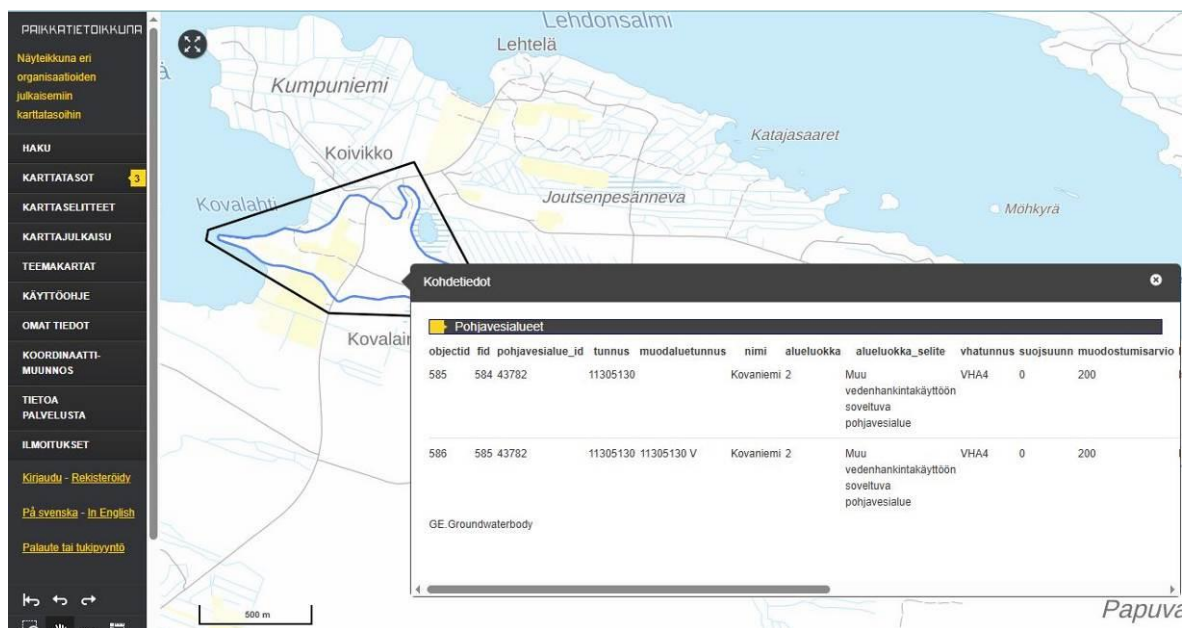 PAIKKATIETOIKKUNA
Näyteikkuna eri
organisaatioiden
julkaisemiin
karttatasoihin
HAKU
KARTTATASOT 3
KARTTASELITTEET
KARTTAJULKAISU
TEEMAKARTAT
KÄYTTÖOHJE
OMAT TIEDOT
KOORDINAATTI-
MUUNNOS
TIETOA
PALVELUSTA
ILMOITUKSET
Kirjaudu - Rekisteröidy
På svenska - In English
Palaute tai tukipyyntö
Lehdonsalmi
Lehtelä
Kumpuniemi
Katajasaaret
Koivikko
Joutsenpesänneva
Kovalahti
Möhkyrä
Kovalain
Kohdetiedot
Pohjavesialueet
objectid fid pohjavesialue_id tunnus muodaluetunnus nimi alueluokka alueluokka_selite vhatunnus suojsuunn muodostumisarvio
585 584 43782 11305130 Kovaniemi 2 Muu VHA4 0 200
vedenhankintakäyttöön
soveltuva
pohjavesialue
586 585 43782 11305130 11305130 V Kovaniemi 2 Muu VHA4 0 200
vedenhankintakäyttöön
soveltuva
pohjavesialue
GE.Groundwaterbody
500 m
Papuva